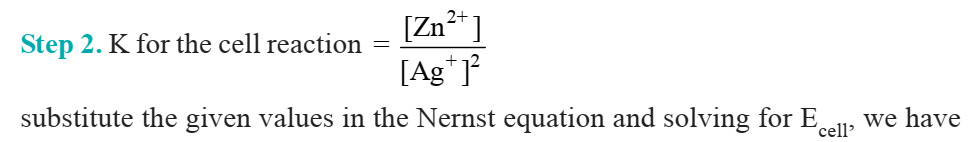 Step 2. K for the cell reaction = [Zn²⁺] / [Ag⁺]²
substitute the given values in the Nernst equation and solving for E_cell, we have